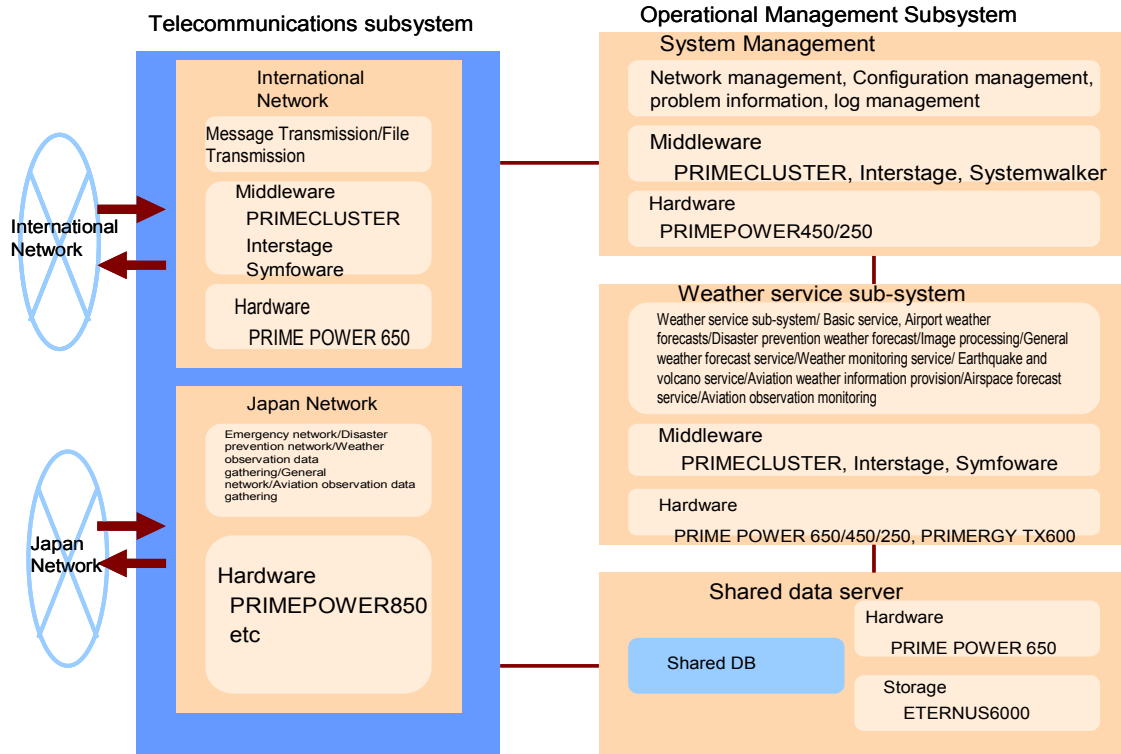 Telecommunications subsystem
International
Network
Message Transmission/File
Transmission
Middleware
PRIMECLUSTER
Interstage
Symfoware
Hardware
PRIME POWER 650
International
Network
Japan Network
Emergency network/Disaster
prevention network/Weather
observation data
gathering/General
network/Aviation observation data
gathering
Hardware
PRIMEPOWER850
etc
Japan
Network
Operational Management Subsystem
System Management
Network management, Configuration management,
problem information, log management
Middleware
PRIMECLUSTER, Interstage, Systemwalker
Hardware
PRIMEPOWER450/250
Weather service sub-system
Weather service sub-system/ Basic service, Airport weather
forecasts/Disaster prevention weather forecast/Image processing/General
weather forecast service/Weather monitoring service/ Earthquake and
volcano service/Aviation weather information provision/Airspace forecast
service/Aviation observation monitoring
Middleware
PRIMECLUSTER, Interstage, Symfoware
Hardware
PRIME POWER 650/450/250, PRIMERGY TX600
Shared data server
Shared DB
Hardware
PRIME POWER 650
Storage
ETERNUS6000